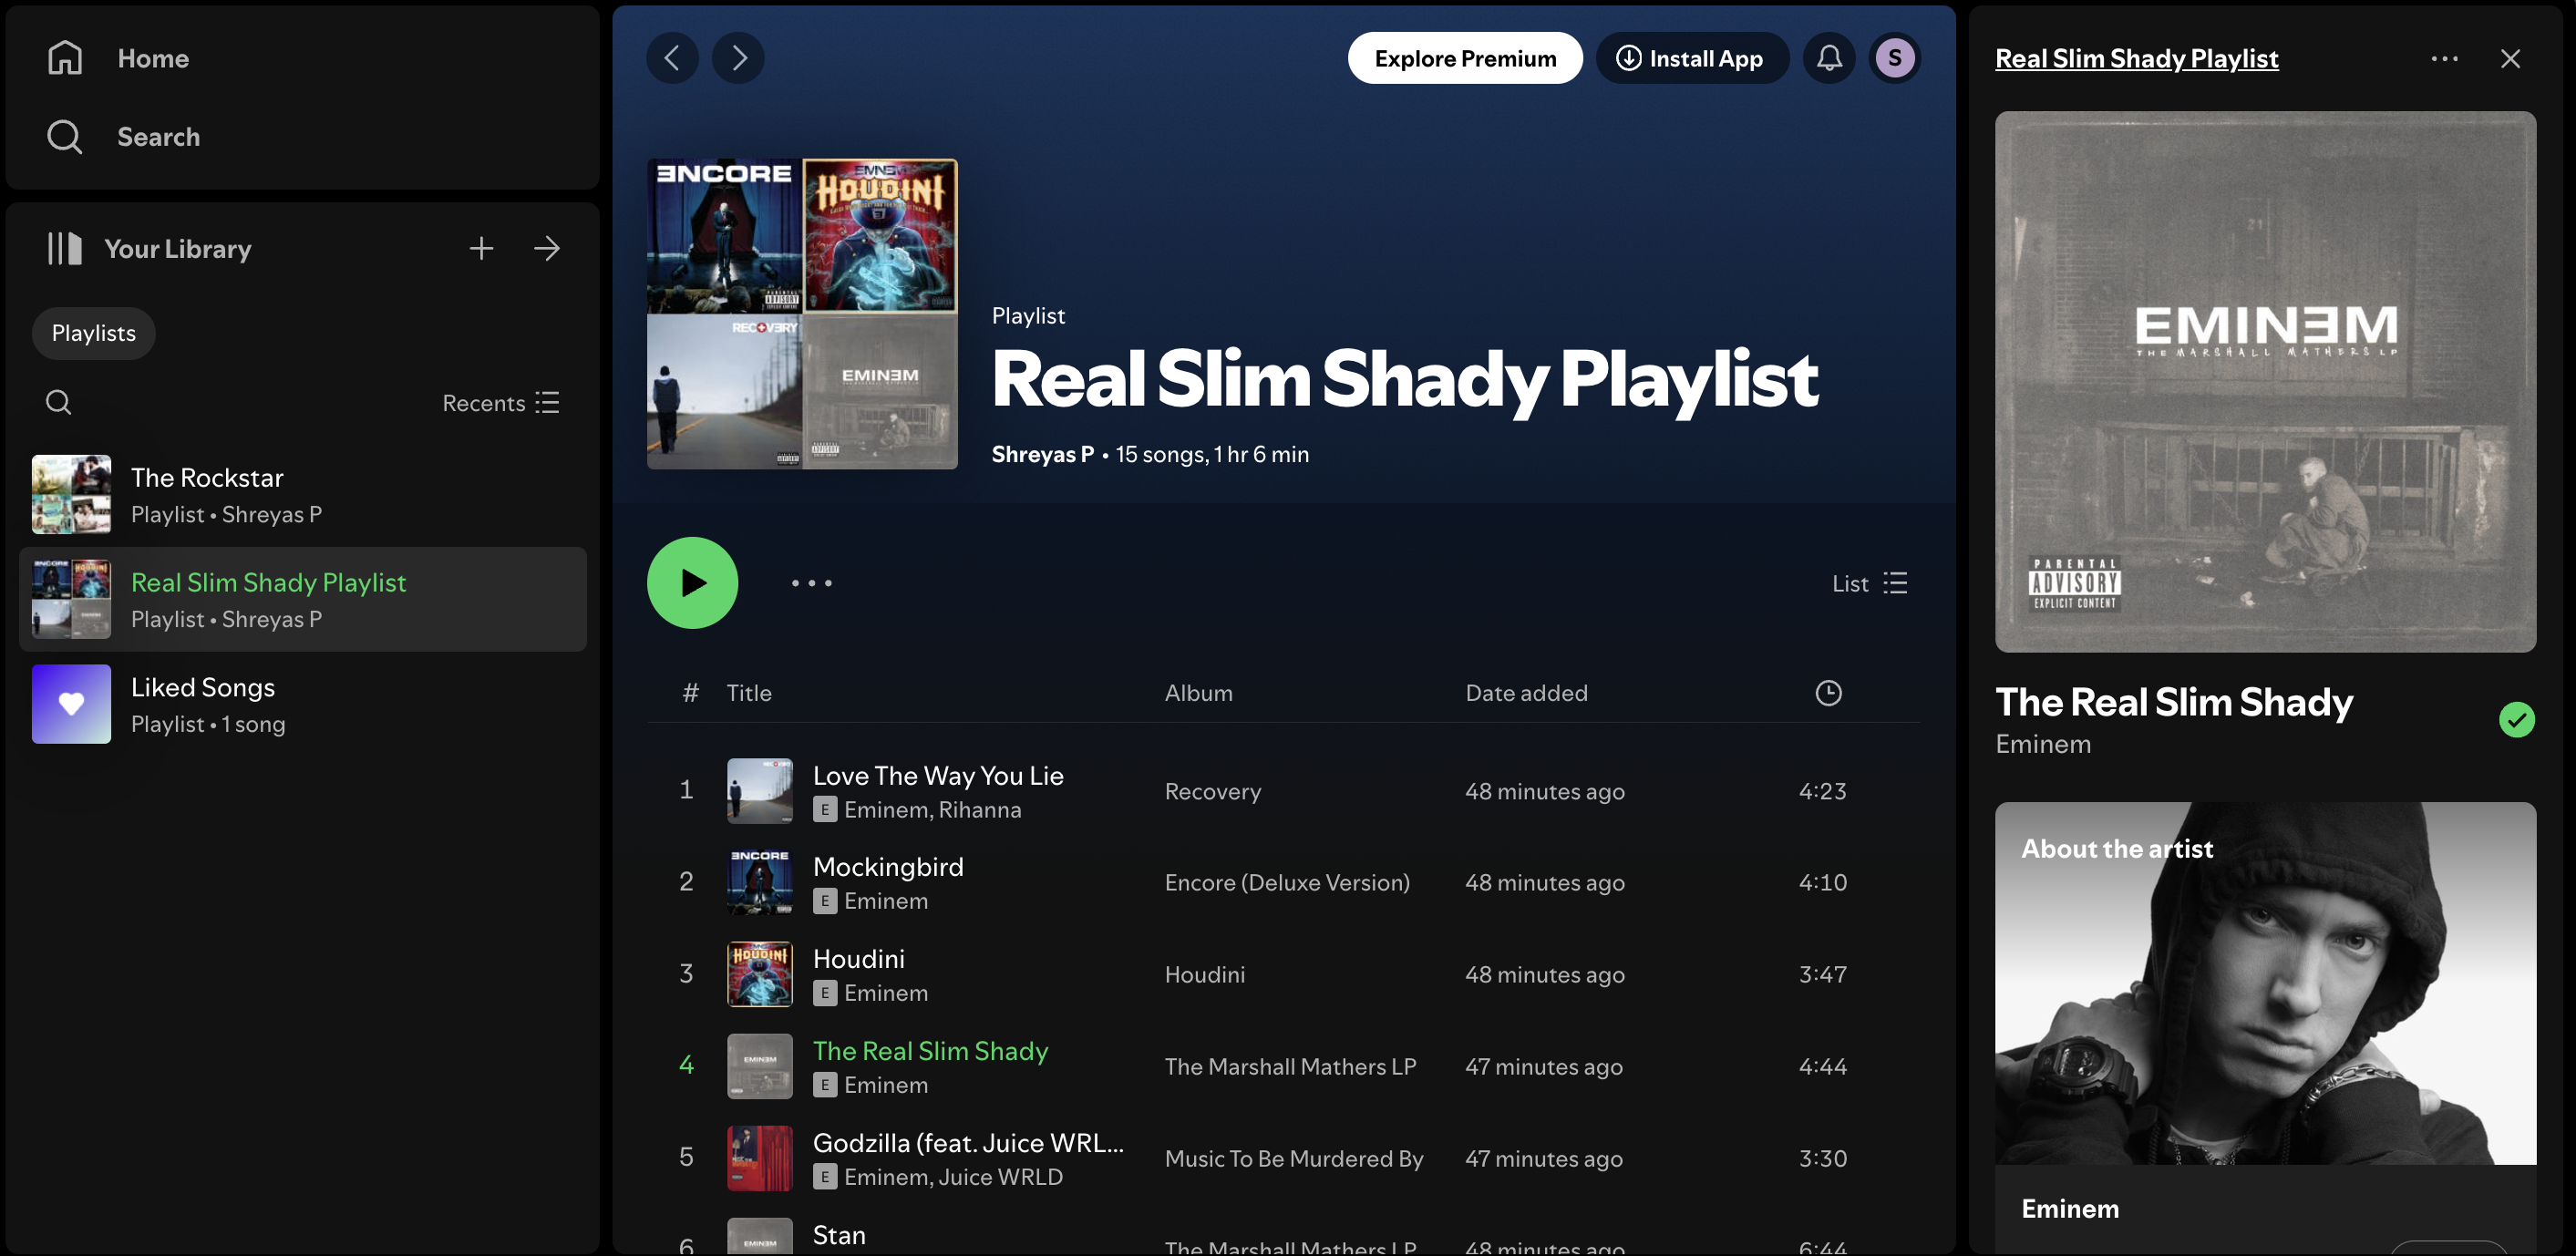 Home
Search
Your Library
Playlists
Recents
The Rockstar
Playlist • Shreyas P
Real Slim Shady Playlist
Playlist • Shreyas P
Liked Songs
Playlist • 1 song
Explore Premium
Install App
S
ENCORE
EMINEM
HOUDINI
RECOVERY
EMINEM
Playlist
Real Slim Shady Playlist
Shreyas P • 15 songs, 1 hr 6 min
List
# Title Album Date added
1 Love The Way You Lie Recovery 48 minutes ago 4:23
E Eminem, Rihanna
2 Mockingbird Encore (Deluxe Version) 48 minutes ago 4:10
E Eminem
3 Houdini Houdini 48 minutes ago 3:47
E Eminem
4 The Real Slim Shady The Marshall Mathers LP 47 minutes ago 4:44
E Eminem
5 Godzilla (feat. Juice WRL... Music To Be Murdered By 47 minutes ago 3:30
E Eminem, Juice WRLD
6 Stan The Marshall Mathers LP 48 minutes ago 6:44
Real Slim Shady Playlist
21
EMINEM
THE MARSHALL MATHERS LP
PARENTAL
ADVISORY
EXPLICIT CONTENT
The Real Slim Shady
Eminem
About the artist
Eminem